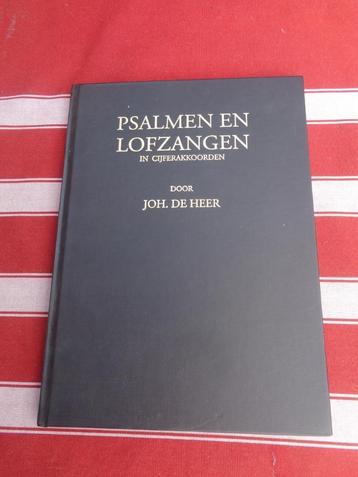 PSALMEN EN
LOFZANGEN
IN CIJFERAKKOORDEN
DOOR
JOH. DE HEER